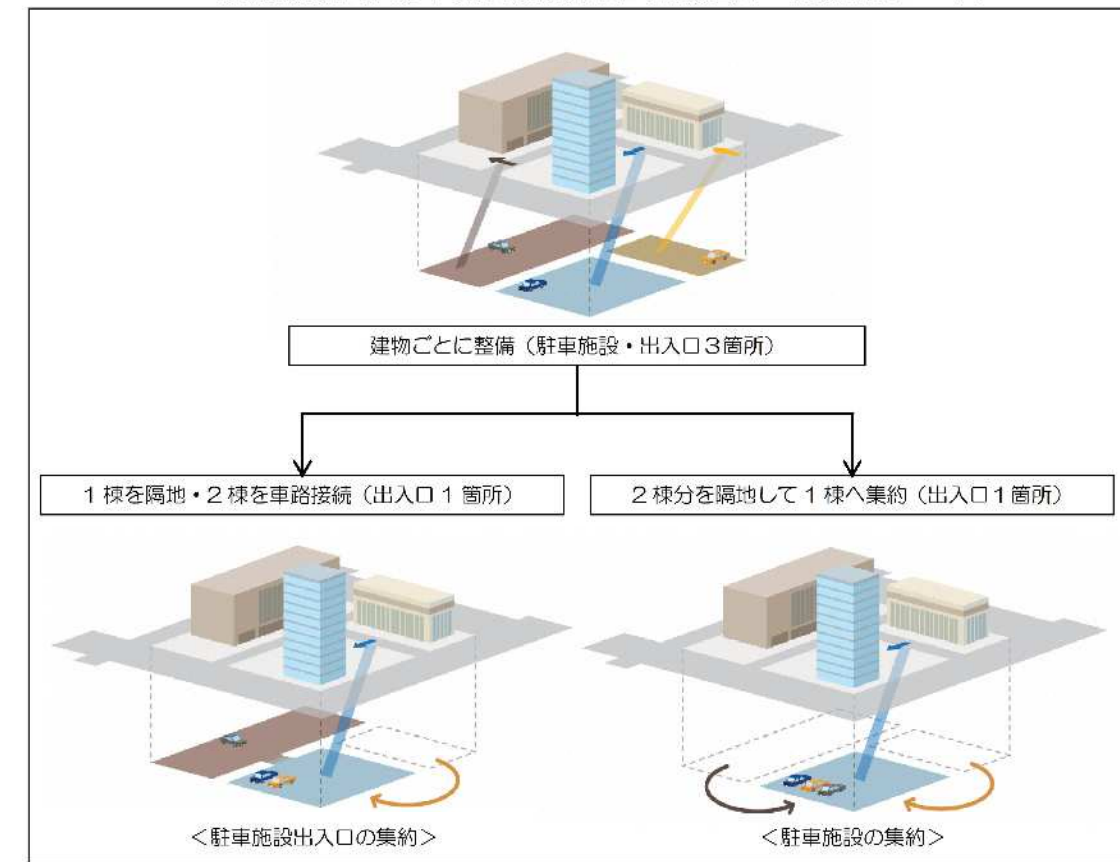 建物ごとに整備（駐車施設・出入口３箇所）
１棟を隔地・２棟を車路接続（出入口１箇所）
２棟分を隔地して１棟へ集約（出入口１箇所）
＜駐車施設出入口の集約＞
＜駐車施設の集約＞